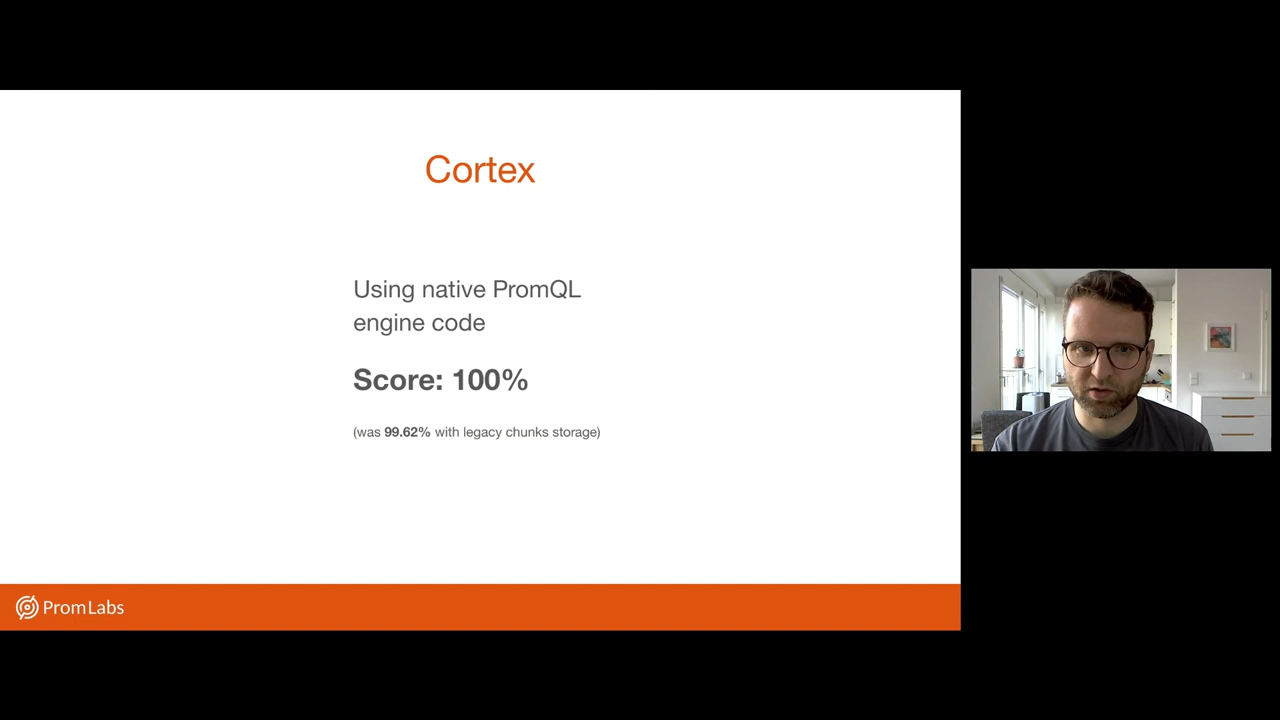 Cortex
Using native PromQL
engine code
Score: 100%
(was 99.62% with legacy chunks storage)
PromLabs